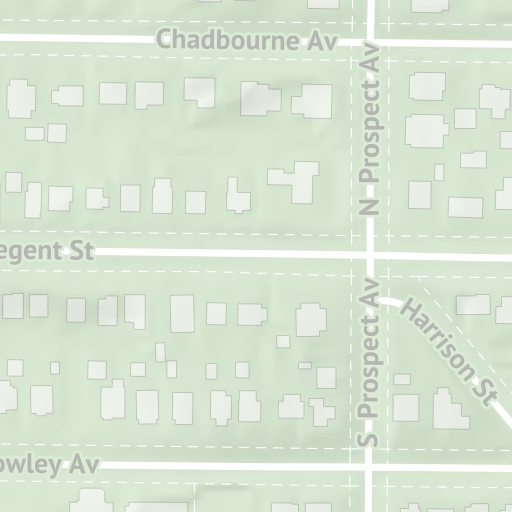 Chadbourne Av
N Prospect Av
egent St
S Prospect Av
Harrison St
owley Av